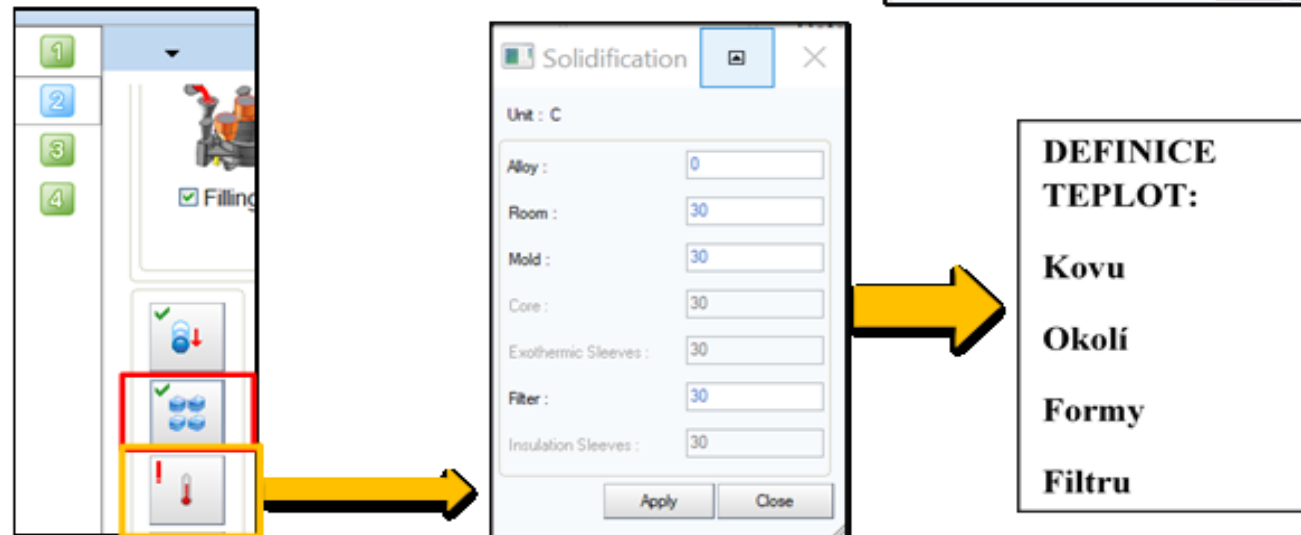 1
2
3
4
Filling
Solidification
Unit : C
Alloy : 0
Room : 30
Mold : 30
Core : 30
Exothermic Sleeves : 30
Filter : 30
Insulation Sleeves : 30
Apply Close
DEFINICE
TEPLOT:
Kovu
Okolí
Formy
Filtru